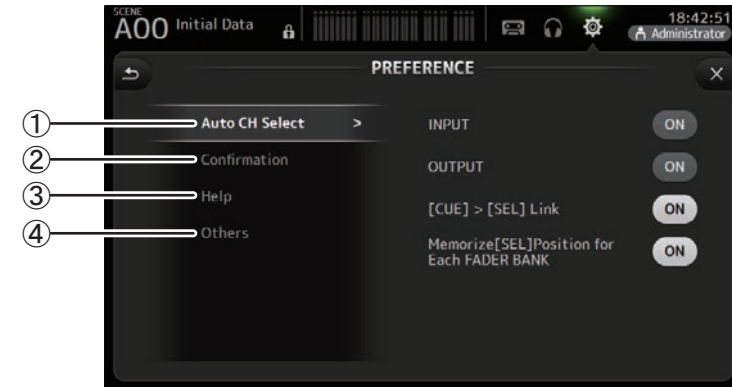 SCENE
A00 Initial Data
18:42:51
Administrator
PREFERENCE
① Auto CH Select >
② Confirmation
③ Help
④ Others
INPUT ON
OUTPUT ON
[CUE] > [SEL] Link ON
Memorize[SEL]Position for
Each FADER BANK ON